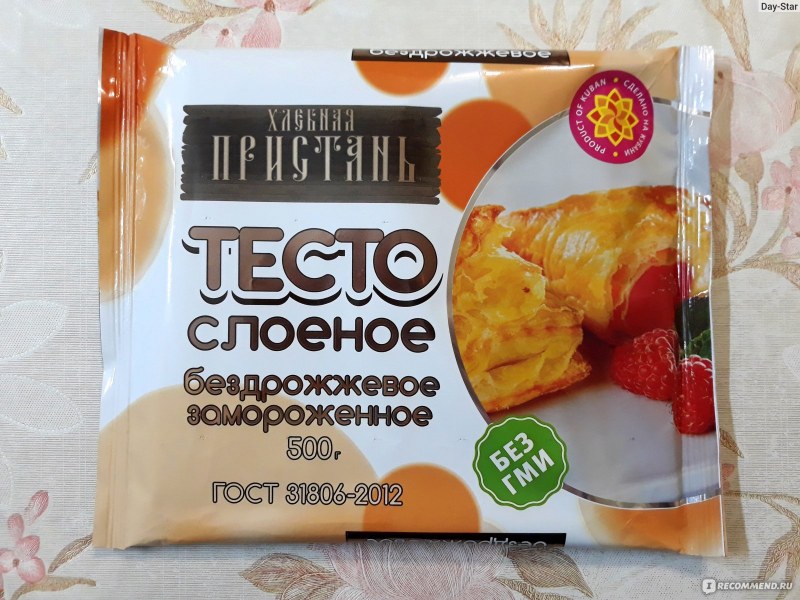 Day-Star
бездрожжевое
ХЛЕБНАЯ
ПРИСТАНЬ
PRODUCT OF KUBAN • СДЕЛАНО НА КУБАНИ •
ТЕСТО
слоеное
бездрожжевое
замороженное
500г
ГОСТ 31806-2012
БЕЗ
ГМИ
IRECOMMEND.RU